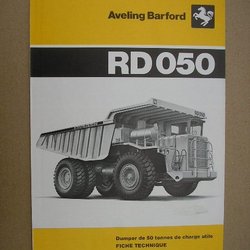 Aveling Barford
RD 050
Dumper de 50 tonnes de charge utile
FICHE TECHNIQUE